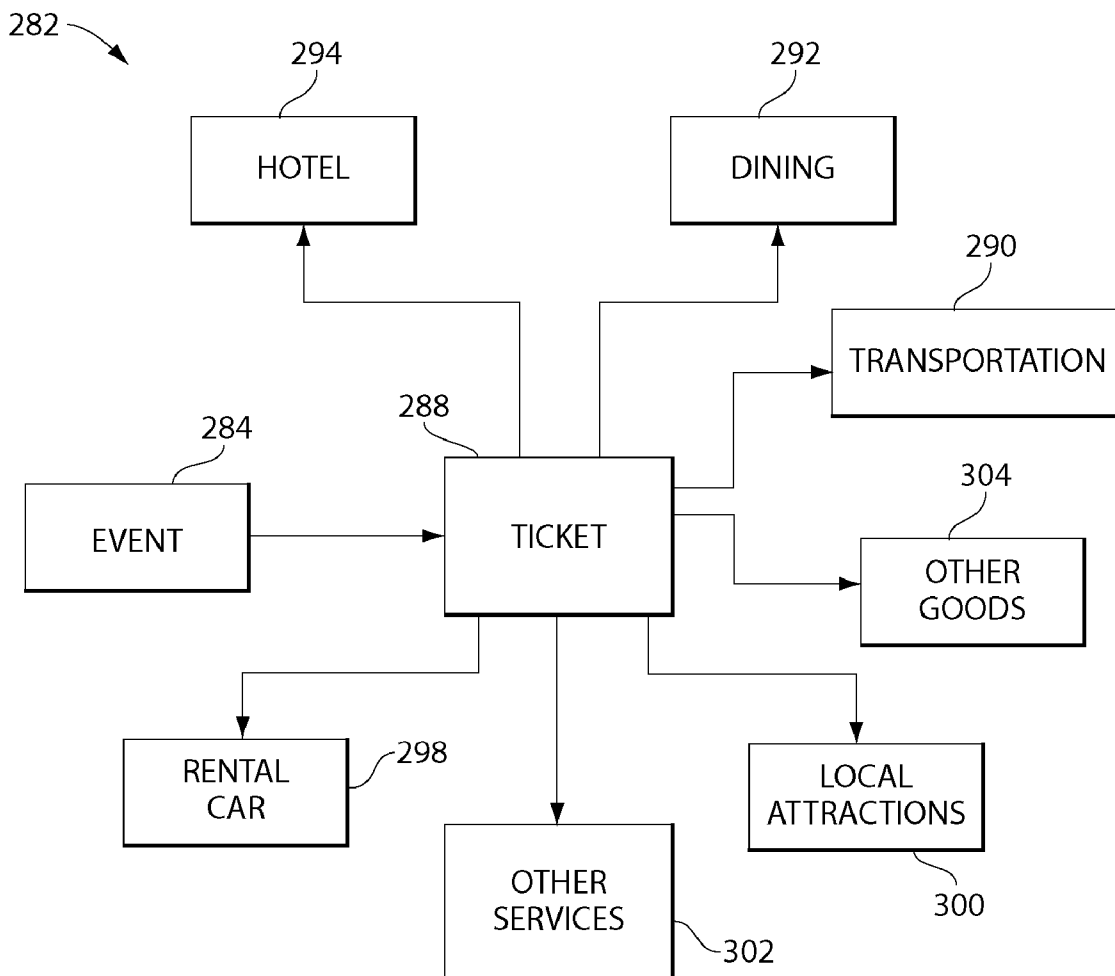 282
294
292
HOTEL
DINING
290
TRANSPORTATION
288
284
304
EVENT
TICKET
OTHER
GOODS
RENTAL
CAR
298
LOCAL
ATTRACTIONS
OTHER
SERVICES
300
302